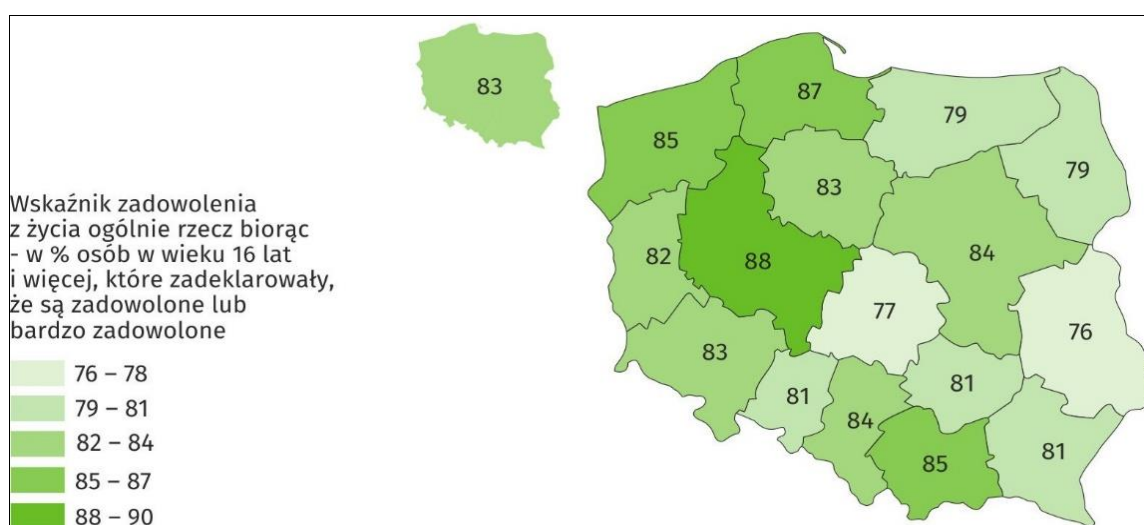 83
87
79
85
79
83
Wskaźnik zadowolenia
z życia ogólnie rzecz biorąc
- w % osób w wieku 16 lat
i więcej, które zadeklarowały,
że są zadowolone lub
bardzo zadowolone
82
88
84
77
76
83
81
81
84
81
85
76 – 78
79 – 81
82 – 84
85 – 87
88 – 90